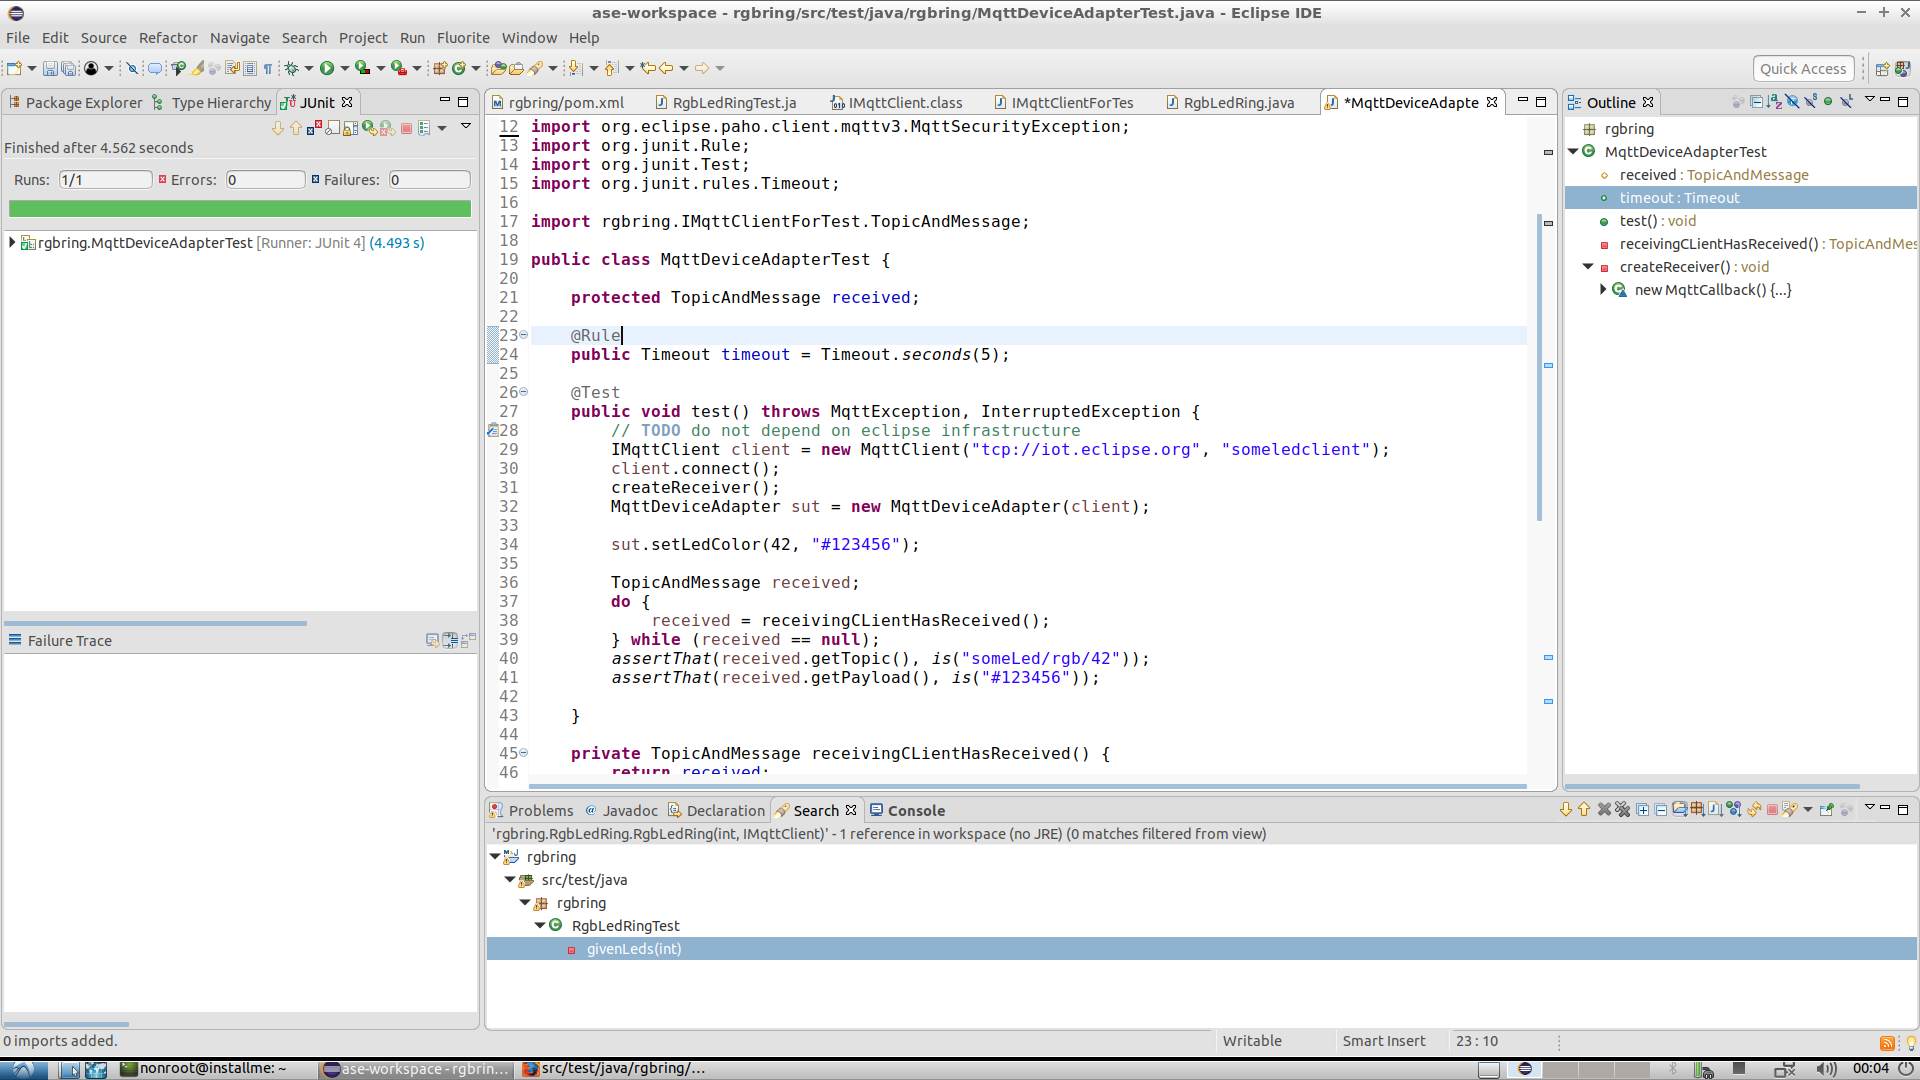 ase-workspace - rgbring/src/test/java/rgbring/MqttDeviceAdapterTest.java - Eclipse IDE
File Edit Source Refactor Navigate Search Project Run Fluorite Window Help
Quick Access
Package Explorer Type Hierarchy JUnit
Finished after 4.562 seconds
Runs: 1/1 Errors: 0 Failures: 0
rgbring.MqttDeviceAdapterTest [Runner: JUnit 4] (4.493 s)
Failure Trace
rgbring/pom.xml RgbLedRingTest.ja IMqttClient.class IMqttClientForTes RgbLedRing.java *MqttDeviceAdapte
12 import org.eclipse.paho.client.mqttv3.MqttSecurityException;
13 import org.junit.Rule;
14 import org.junit.Test;
15 import org.junit.rules.Timeout;
16
17 import rgbring.IMqttClientForTest.TopicAndMessage;
18
19 public class MqttDeviceAdapterTest {
20
21 protected TopicAndMessage received;
22
23 @Rule
24 public Timeout timeout = Timeout.seconds(5);
25
26 @Test
27 public void test() throws MqttException, InterruptedException {
28 // TODO do not depend on eclipse infrastructure
29 IMqttClient client = new MqttClient("tcp://iot.eclipse.org", "someledclient");
30 client.connect();
31 createReceiver();
32 MqttDeviceAdapter sut = new MqttDeviceAdapter(client);
33
34 sut.setLedColor(42, "#123456");
35
36 TopicAndMessage received;
37 do {
38 received = receivingCLientHasReceived();
39 } while (received == null);
40 assertThat(received.getTopic(), is("someLed/rgb/42"));
41 assertThat(received.getPayload(), is("#123456"));
42
43 }
44
45 private TopicAndMessage receivingCLientHasReceived() {
46 return received;
Outline
rgbring
MqttDeviceAdapterTest
received : TopicAndMessage
timeout : Timeout
test() : void
receivingCLientHasReceived() : TopicAndMes
createReceiver() : void
new MqttCallback() {...}
Problems Javadoc Declaration Search Console
'rgbring.RgbLedRing.RgbLedRing(int, IMqttClient)' - 1 reference in workspace (no JRE) (0 matches filtered from view)
rgbring
src/test/java
rgbring
RgbLedRingTest
givenLeds(int)
0 imports added.
Writable Smart Insert 23 : 10
nonroot@installme: ~ ase-workspace - rgbrin... src/test/java/rgbring/... 00:04